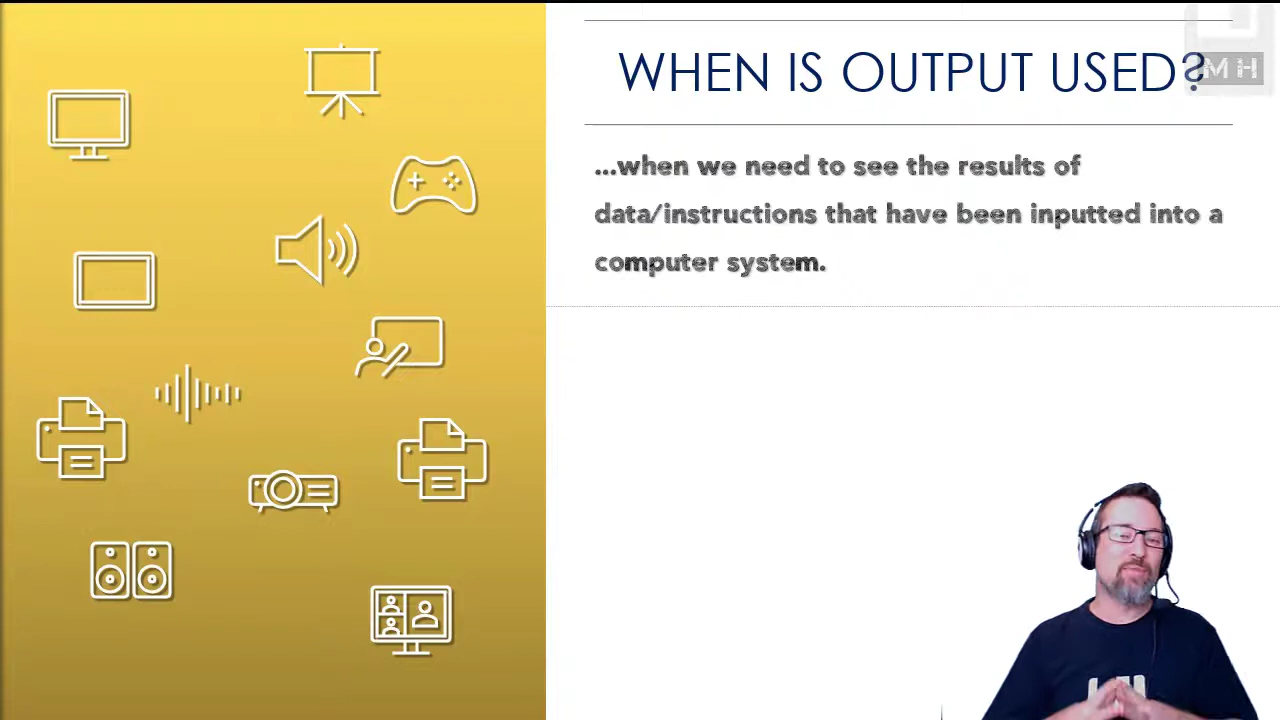 WHEN IS OUTPUT USED?
MH
...when we need to see the results of
data/instructions that have been inputted into a
computer system.